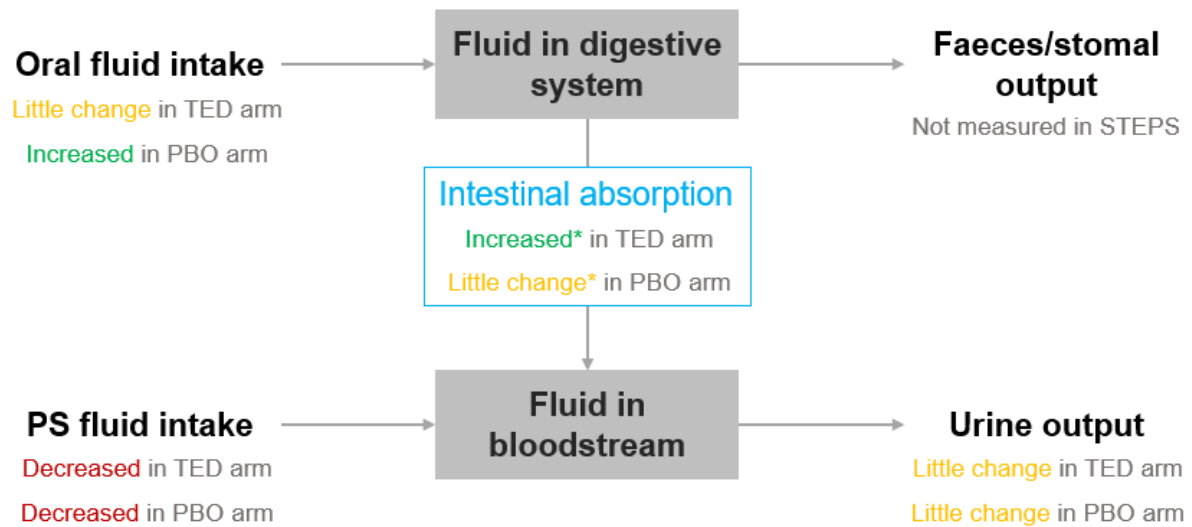 Oral fluid intake
Little change in TED arm
Increased in PBO arm
Fluid in digestive
system
Faeces/stomal
output
Not measured in STEPS
Intestinal absorption
Increased* in TED arm
Little change* in PBO arm
PS fluid intake
Decreased in TED arm
Decreased in PBO arm
Fluid in
bloodstream
Urine output
Little change in TED arm
Little change in PBO arm